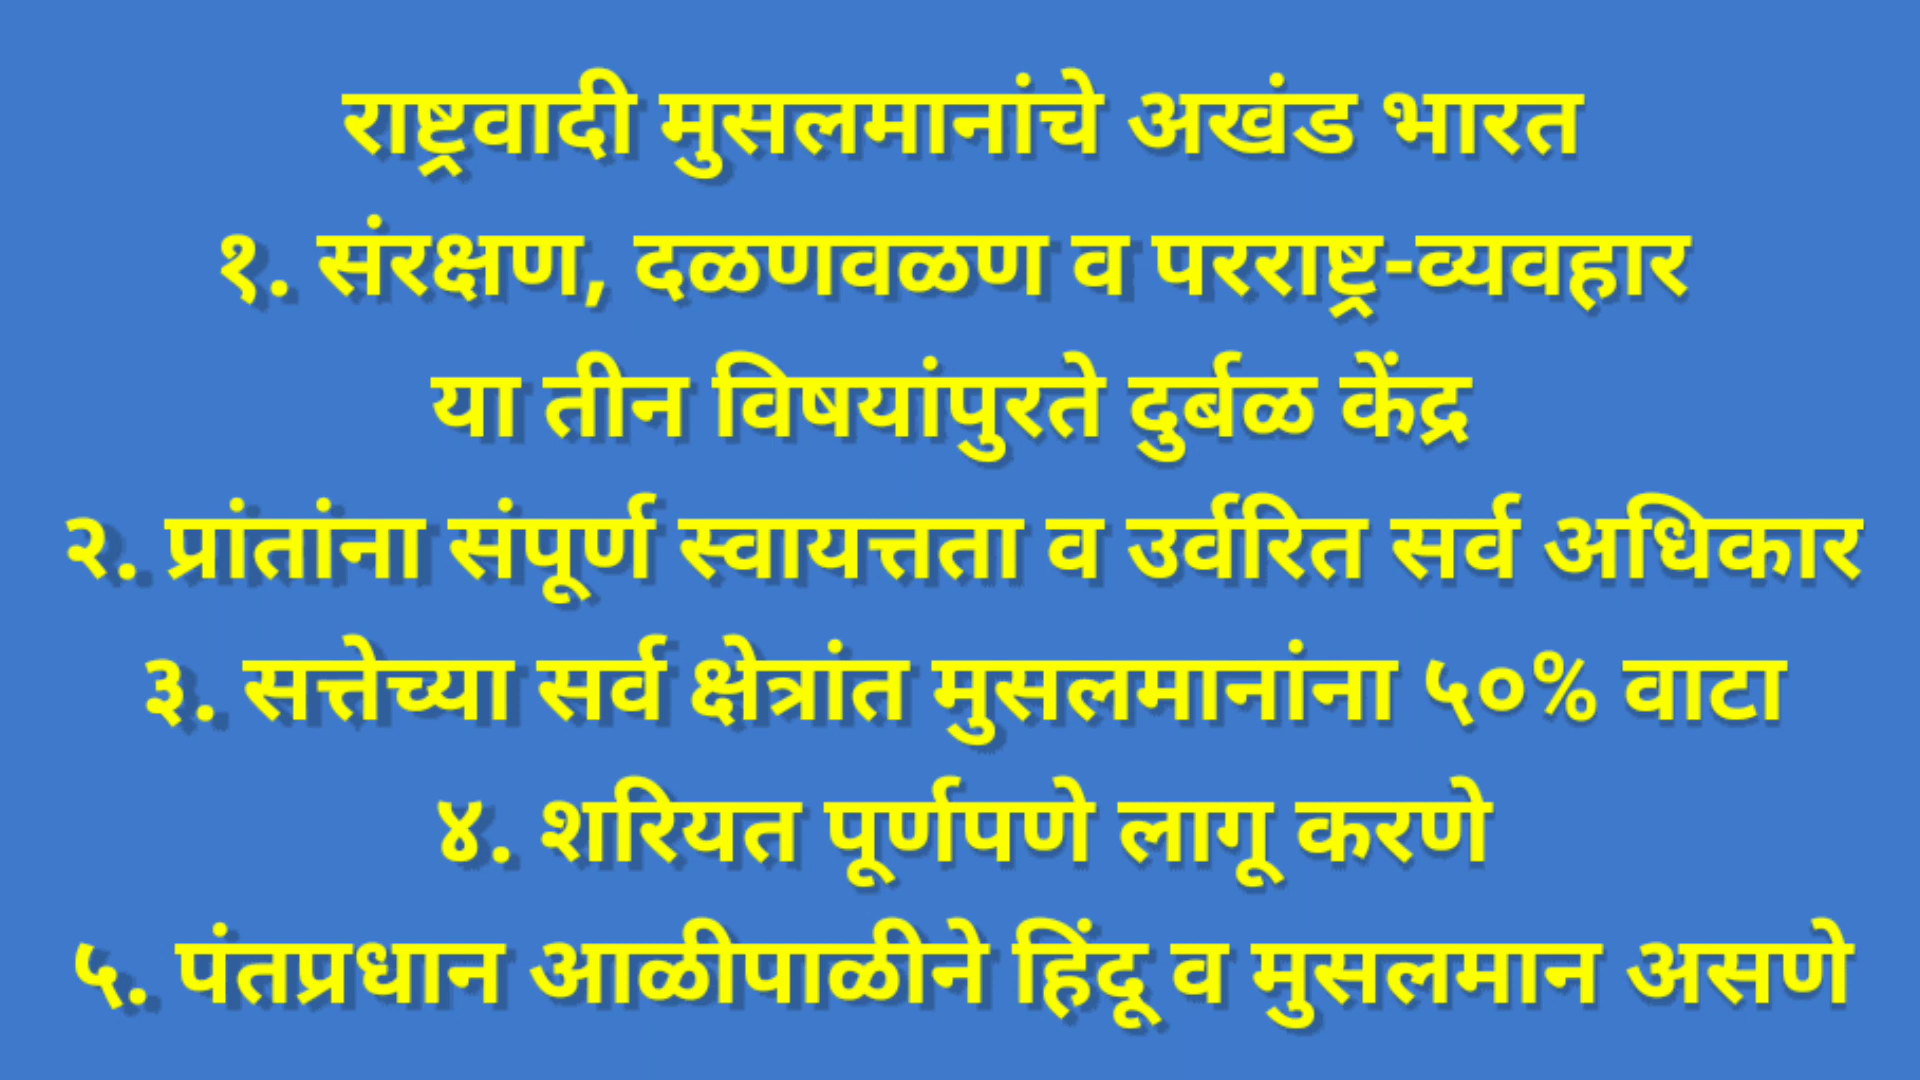 राष्ट्रवादी मुसलमानांचे अखंड भारत
१. संरक्षण, दळणवळण व परराष्ट्र-व्यवहार
या तीन विषयांपुरते दुर्बळ केंद्र
२. प्रांतांना संपूर्ण स्वायत्तता व उर्वरित सर्व अधिकार
३. सत्तेच्या सर्व क्षेत्रांत मुसलमानांना ५०% वाटा
४. शरियत पूर्णपणे लागू करणे
५. पंतप्रधान आळीपाळीने हिंदू व मुसलमान असणे